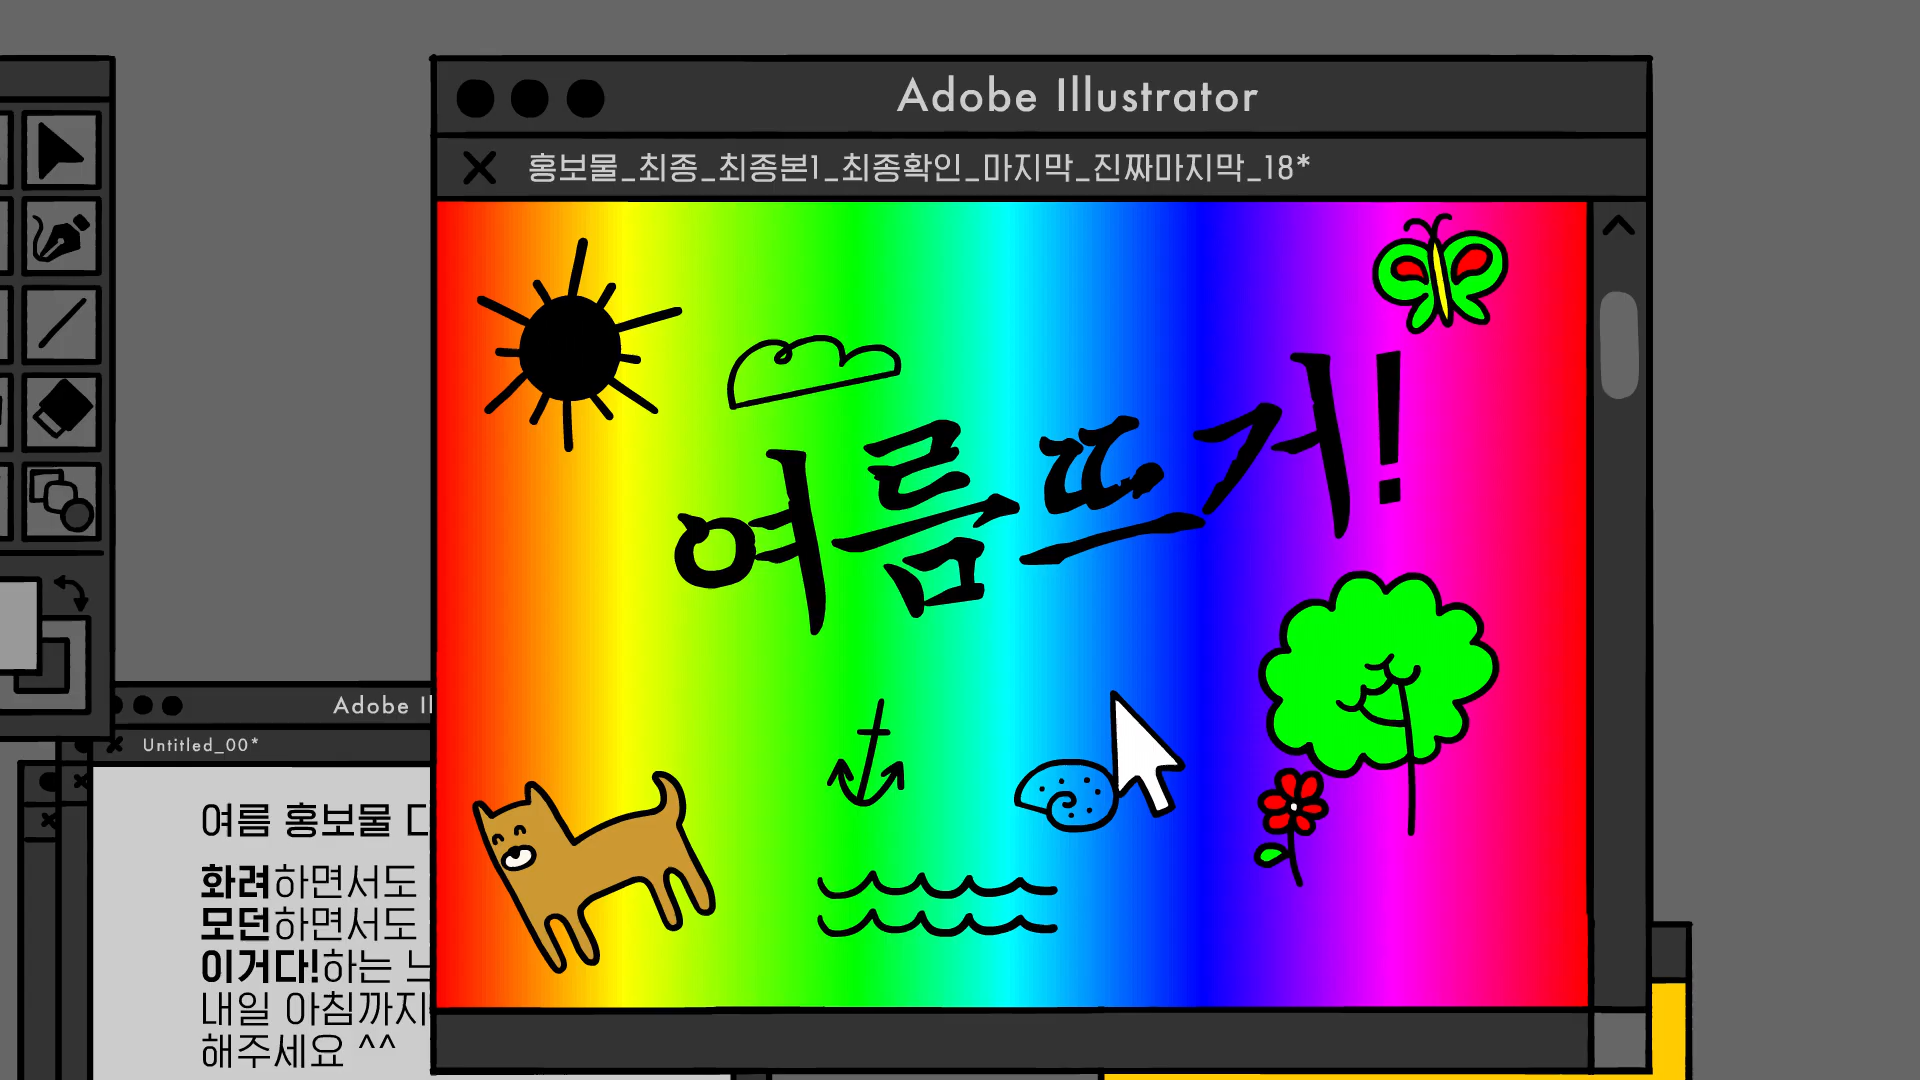 Adobe Illustrator
홍보물_최종_최종본1_최종확인_마지막_진짜마지막_18*
여름뜨거!
Adobe Il
Untitled_00*
여름 홍보물
화려하면서도
모던하면서도
이거다!하는
내일 아침까지
해주세요 ^^